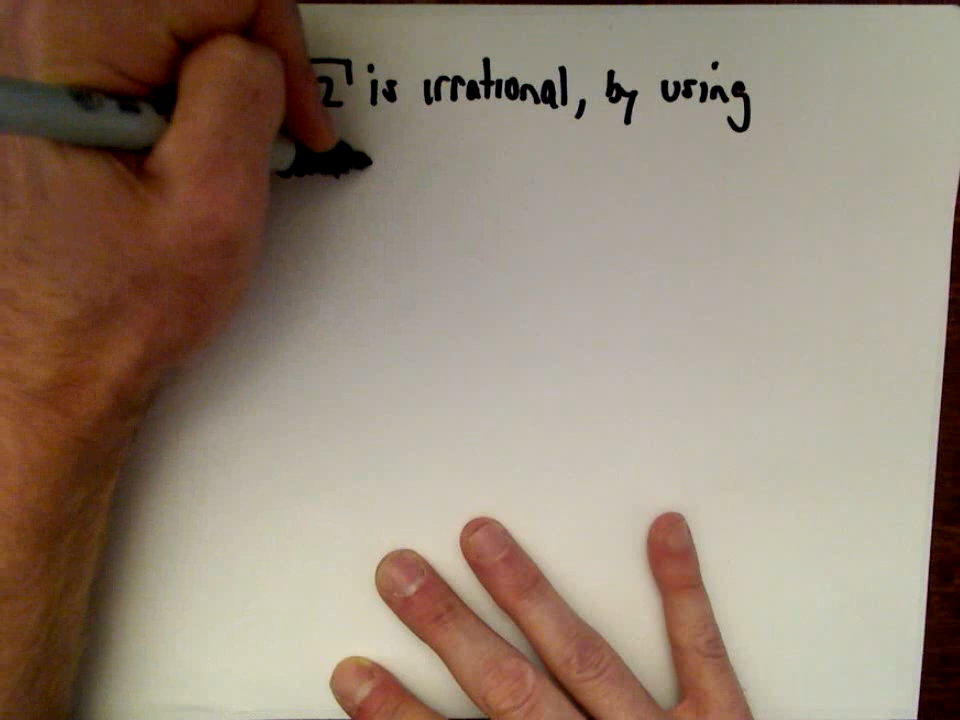 √2 is irrational, by using